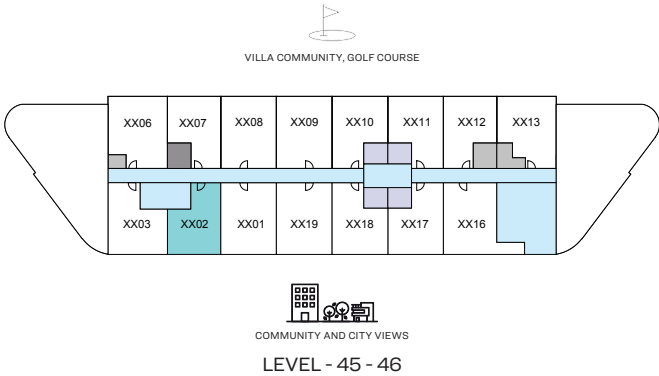 VILLA COMMUNITY, GOLF COURSE
XX06 XX07 XX08 XX09 XX10 XX11 XX12 XX13
XX03 XX02 XX01 XX19 XX18 XX17 XX16
COMMUNITY AND CITY VIEWS
LEVEL - 45 - 46